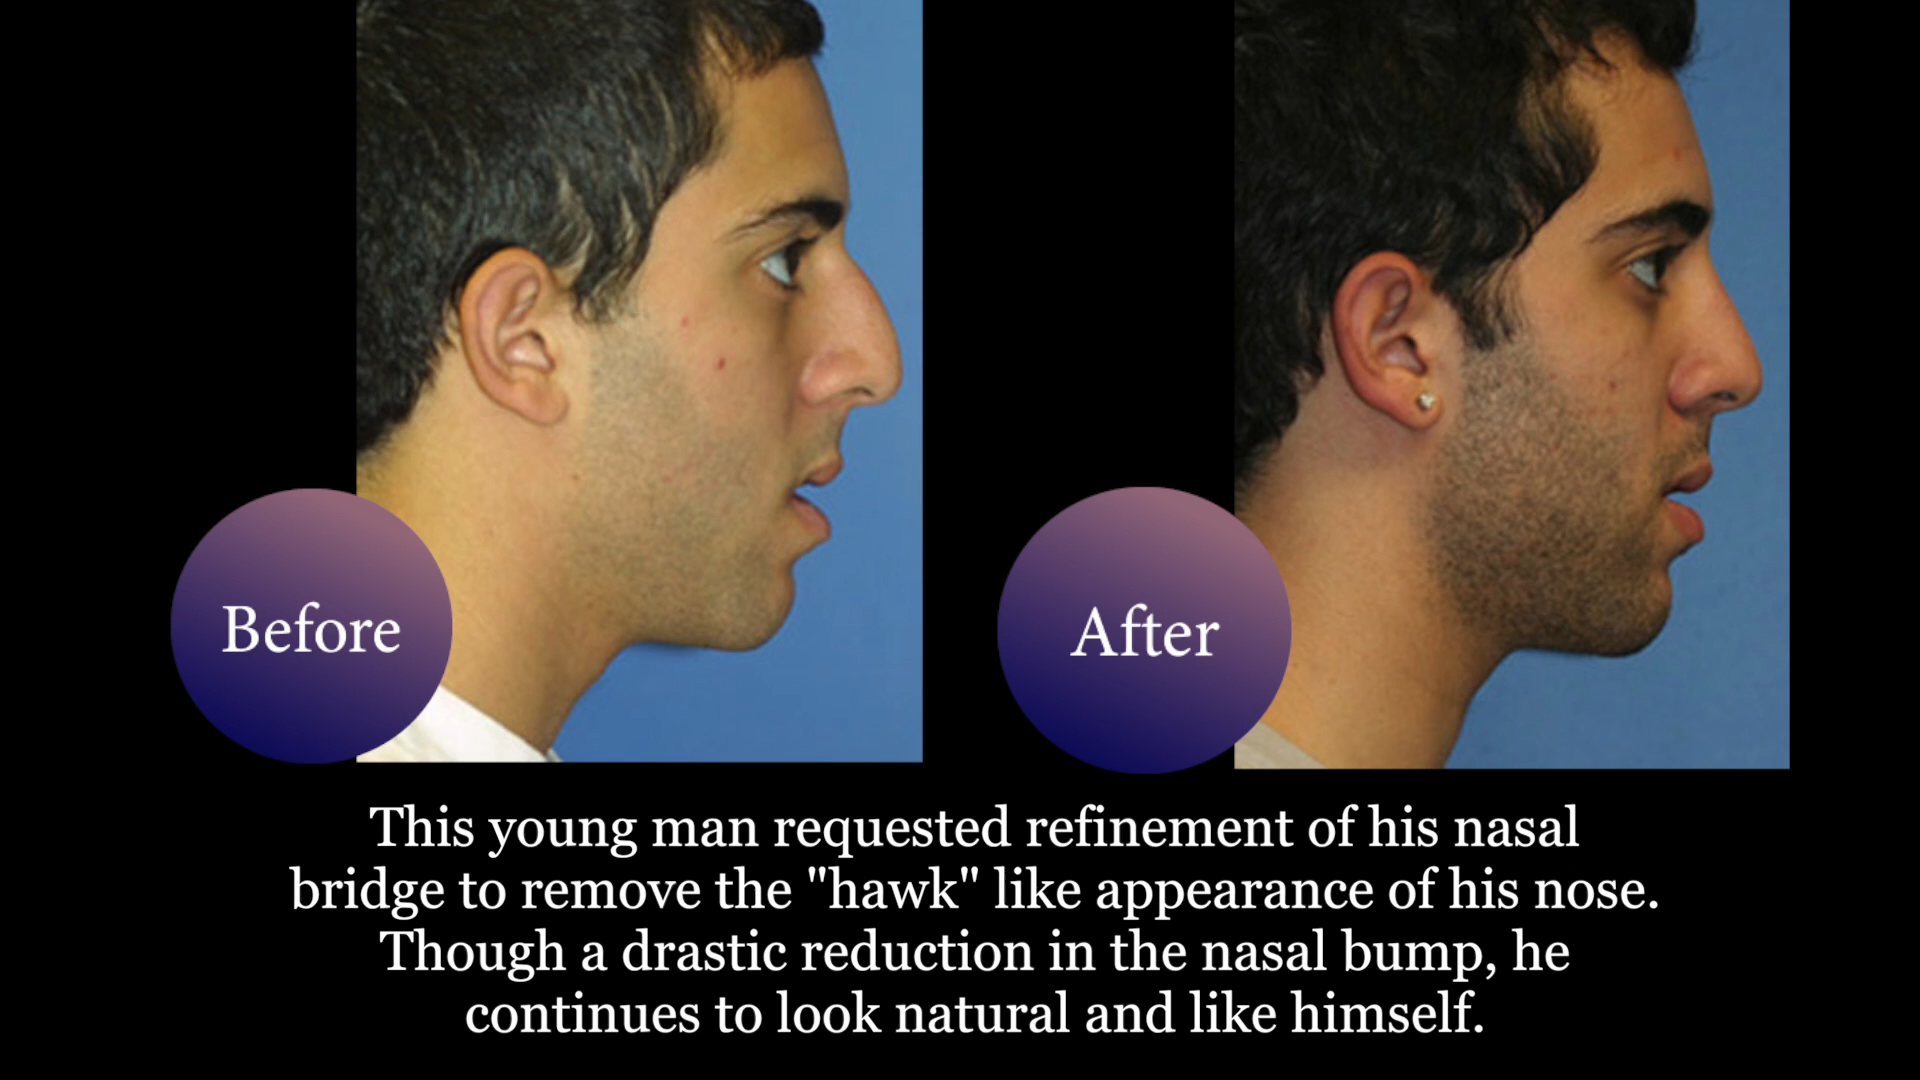 Before
After
This young man requested refinement of his nasal
bridge to remove the "hawk" like appearance of his nose.
Though a drastic reduction in the nasal bump, he
continues to look natural and like himself.